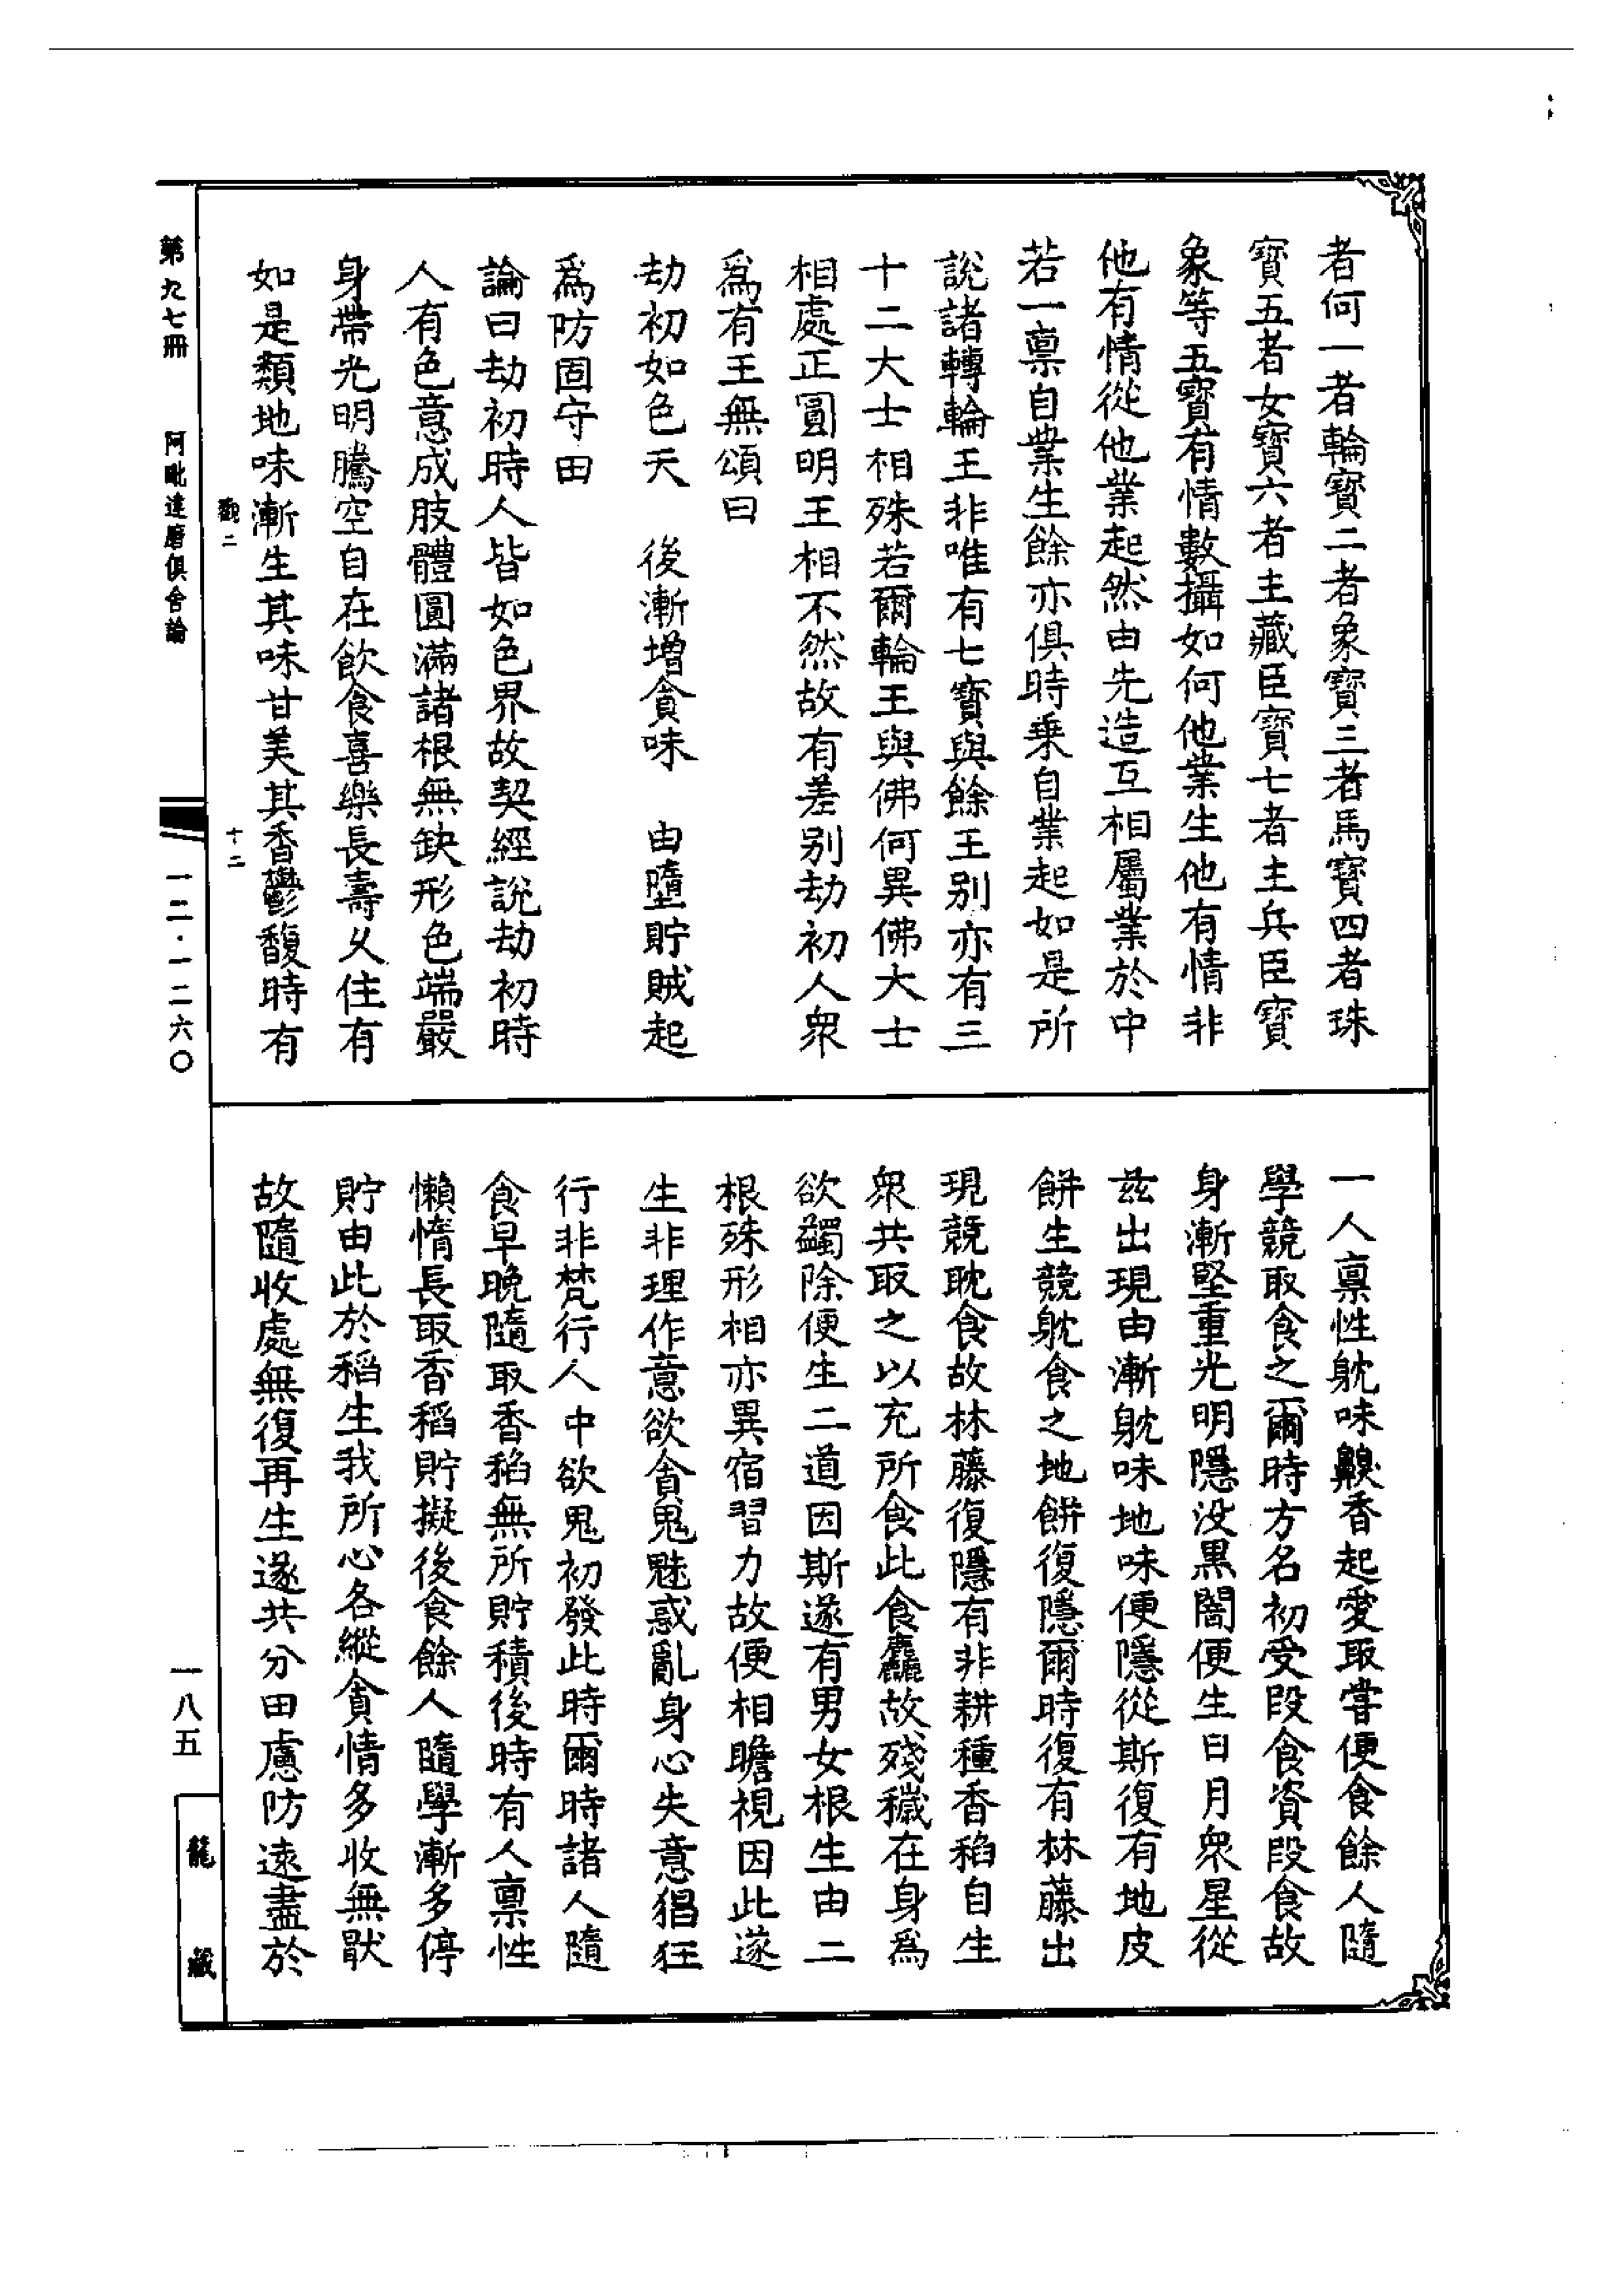 者何一者輪寶二者象寶三者馬寶四者珠
寶五者女寶六者主藏臣寶七者主兵臣寶
象等五寶有情數攝如何他業生他有情非
他有情從他業起然由先造互相屬業於中
若一禀自業生餘亦俱時乗自業起如是所
說諸轉輪王非唯有七寶與餘王别亦有三
十二大士相殊若爾輪王與佛何異佛大士
相處正圓明王相不然故有差别劫初人衆
爲有王無頌曰
劫初如色天　後漸增貪味　由墮貯賊起
爲防固守田
論曰劫初時人皆如色界故契經說劫初時
人有色意成肢體圓滿諸根無缺形色端嚴
身帶光明騰空自在飲食喜樂長壽乆住有
如是類地味漸生其味甘美其香鬱馥時有
一人禀性躭味齅香起愛取嘗便食餘人隨
學競取食之爾時方名初受段食資段食故
身漸堅重光明隱没黒闇便生日月衆星從
茲出現由漸躭味地味便隱從斯復有地皮
餅生競躭食之地餅復隱爾時復有林藤出
現競耽食故林藤復隱有非耕種香稻自生
衆共取之以充所食此食麤故殘穢在身爲
欲蠲除便生二道因斯遂有男女根生由二
根殊形相亦異宿習力故便相瞻視因此遂
生非理作意欲貪鬼魅惑亂身心失意猖狂
行非梵行人中欲鬼初發此時爾時諸人隨
食早晚隨取香稻無所貯積後時有人禀性
懶惰長取香稻貯擬後食餘人隨學漸多停
貯由此於稻生我所心各縱貪情多收無猒
故隨收處無復再生遂共分田慮防遠盡於
觀二　十二
第九七冊　阿毗達磨俱舍論　一二·一二六〇　一八五
龍藏